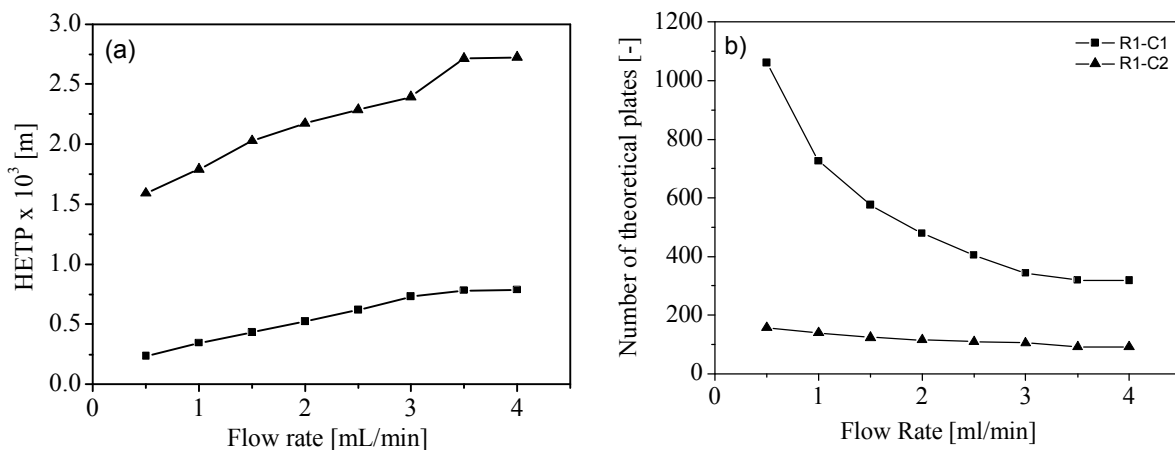 (a)
HETP x 10³ [m]
3.0
2.5
2.0
1.5
1.0
0.5
0.0
0 1 2 3 4
Flow rate [mL/min]
b)
R1-C1
R1-C2
Number of theoretical plates [-]
1200
1000
800
600
400
200
0
0 1 2 3 4
Flow Rate [ml/min]